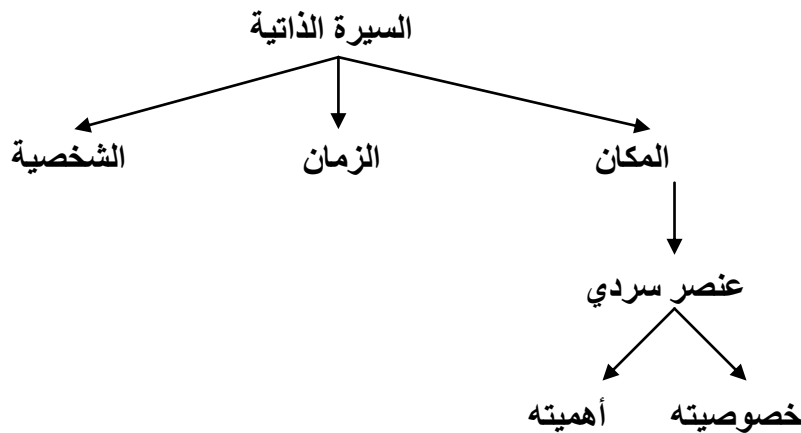 السيرة الذاتية
المكان الزمان الشخصية
عنصر سردي
خصوصيته أهميته